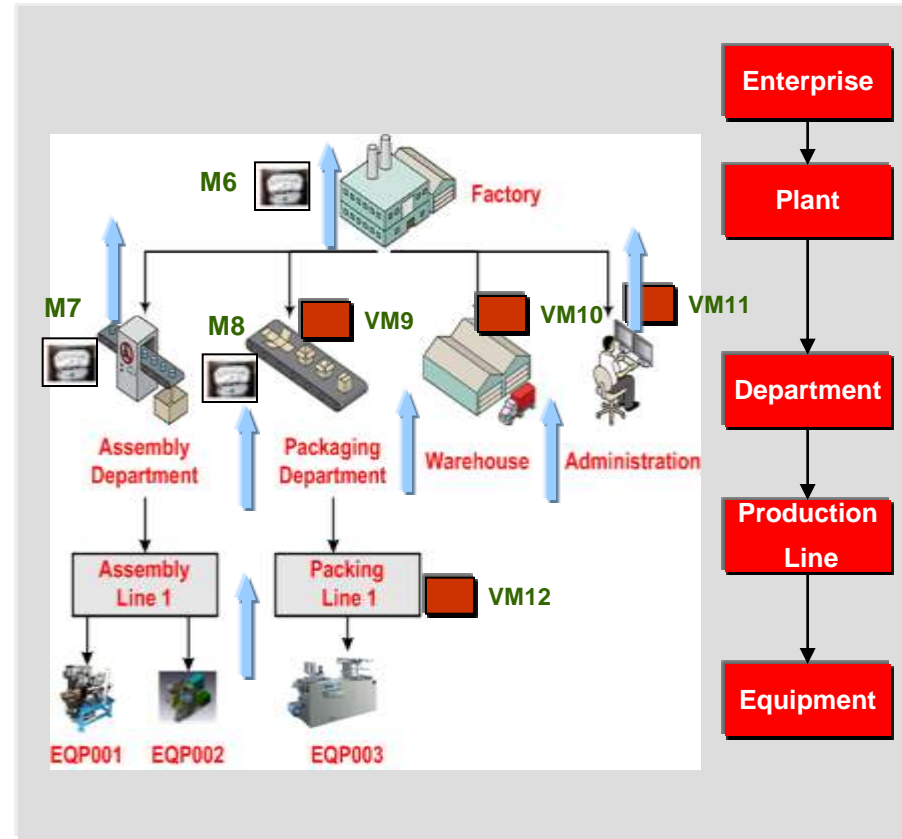 Enterprise
M6
Factory
Plant
M7
M8
VM9
VM10
VM11
Assembly
Department
Packaging
Department
Warehouse
Administration
Department
Assembly
Line 1
Packing
Line 1
VM12
Production
Line
EQP001
EQP002
EQP003
Equipment